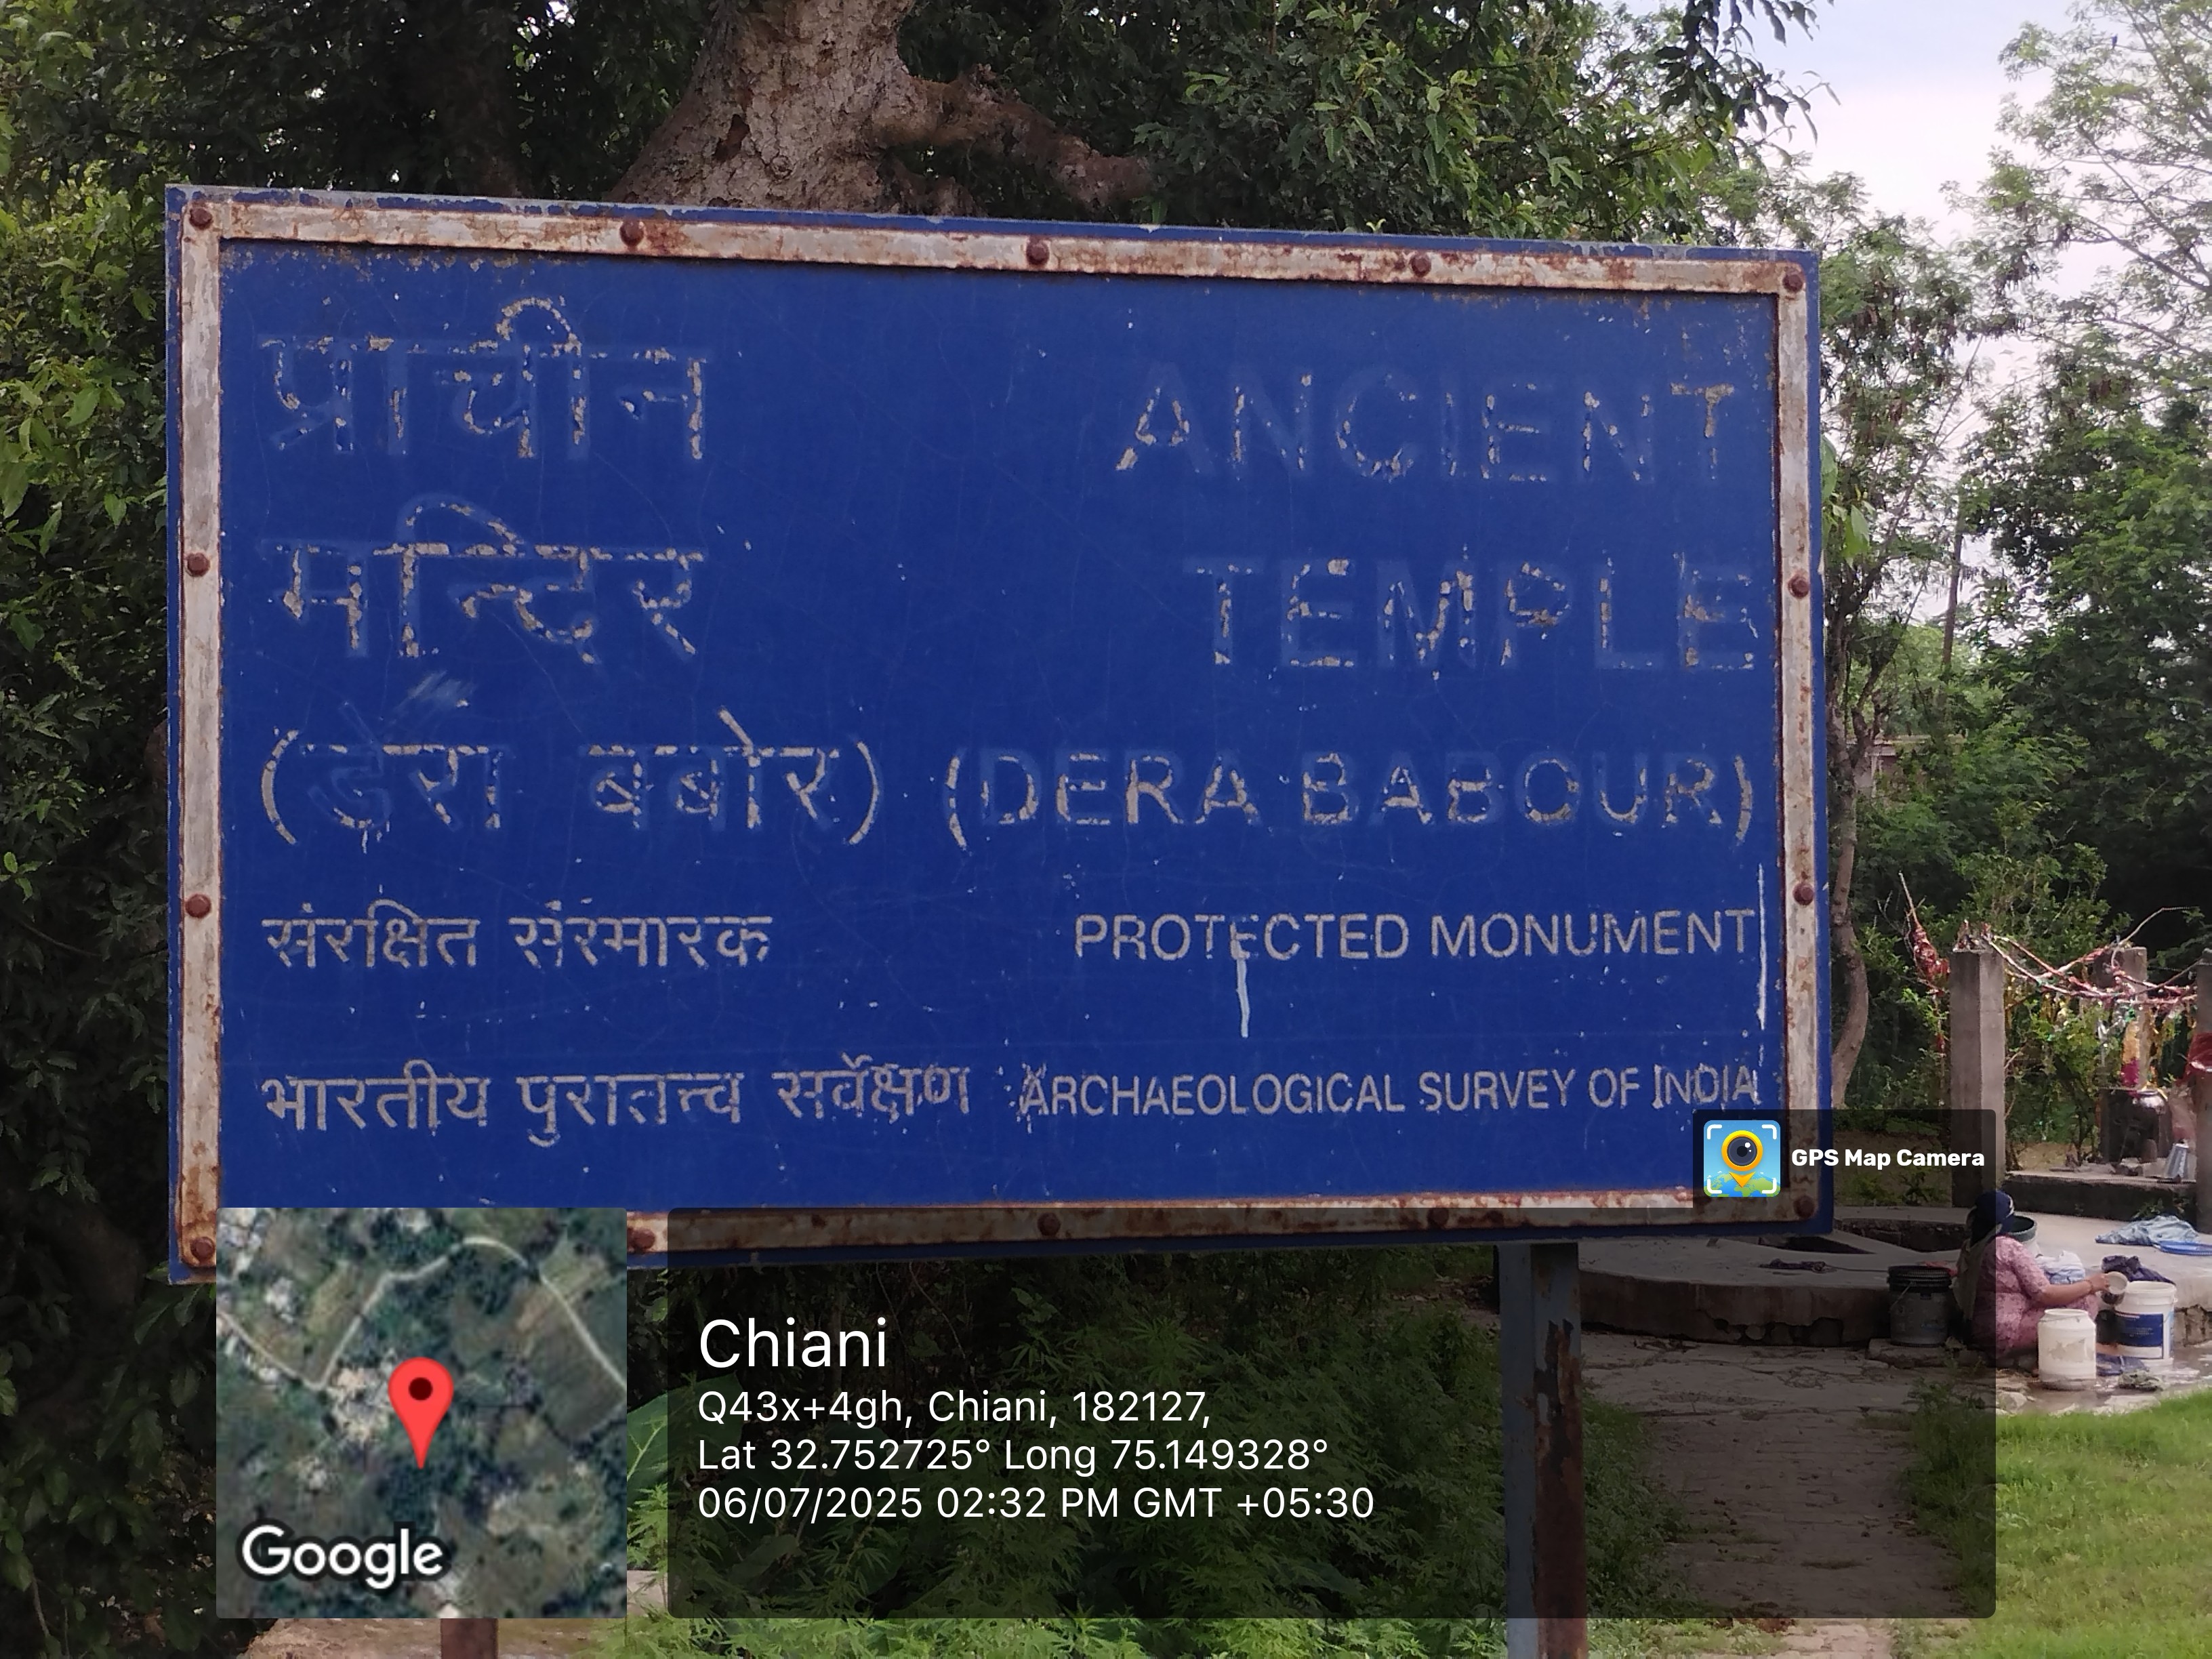 प्राचीन
ANCIENT
मन्दिर
TEMPLE
(डेरा बबोर) (DERA BABOUR)
संरक्षित संस्मारक
PROTECTED MONUMENT
भारतीय पुरातत्त्व सर्वेक्षण
ARCHAEOLOGICAL SURVEY OF INDIA
GPS Map Camera
Chiani
Q43x+4gh, Chiani, 182127,
Lat 32.752725° Long 75.149328°
06/07/2025 02:32 PM GMT +05:30
Google